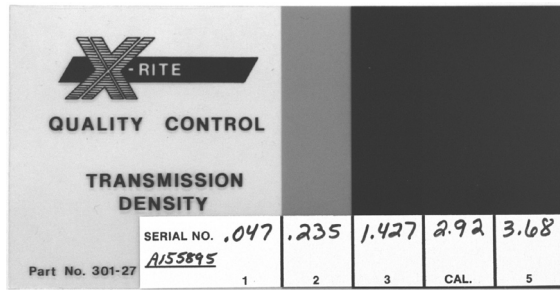 X-RITE
QUALITY CONTROL
TRANSMISSION
DENSITY
SERIAL NO. .047 .235 1.427 2.92 3.68
A155895
Part No. 301-27 1 2 3 CAL. 5